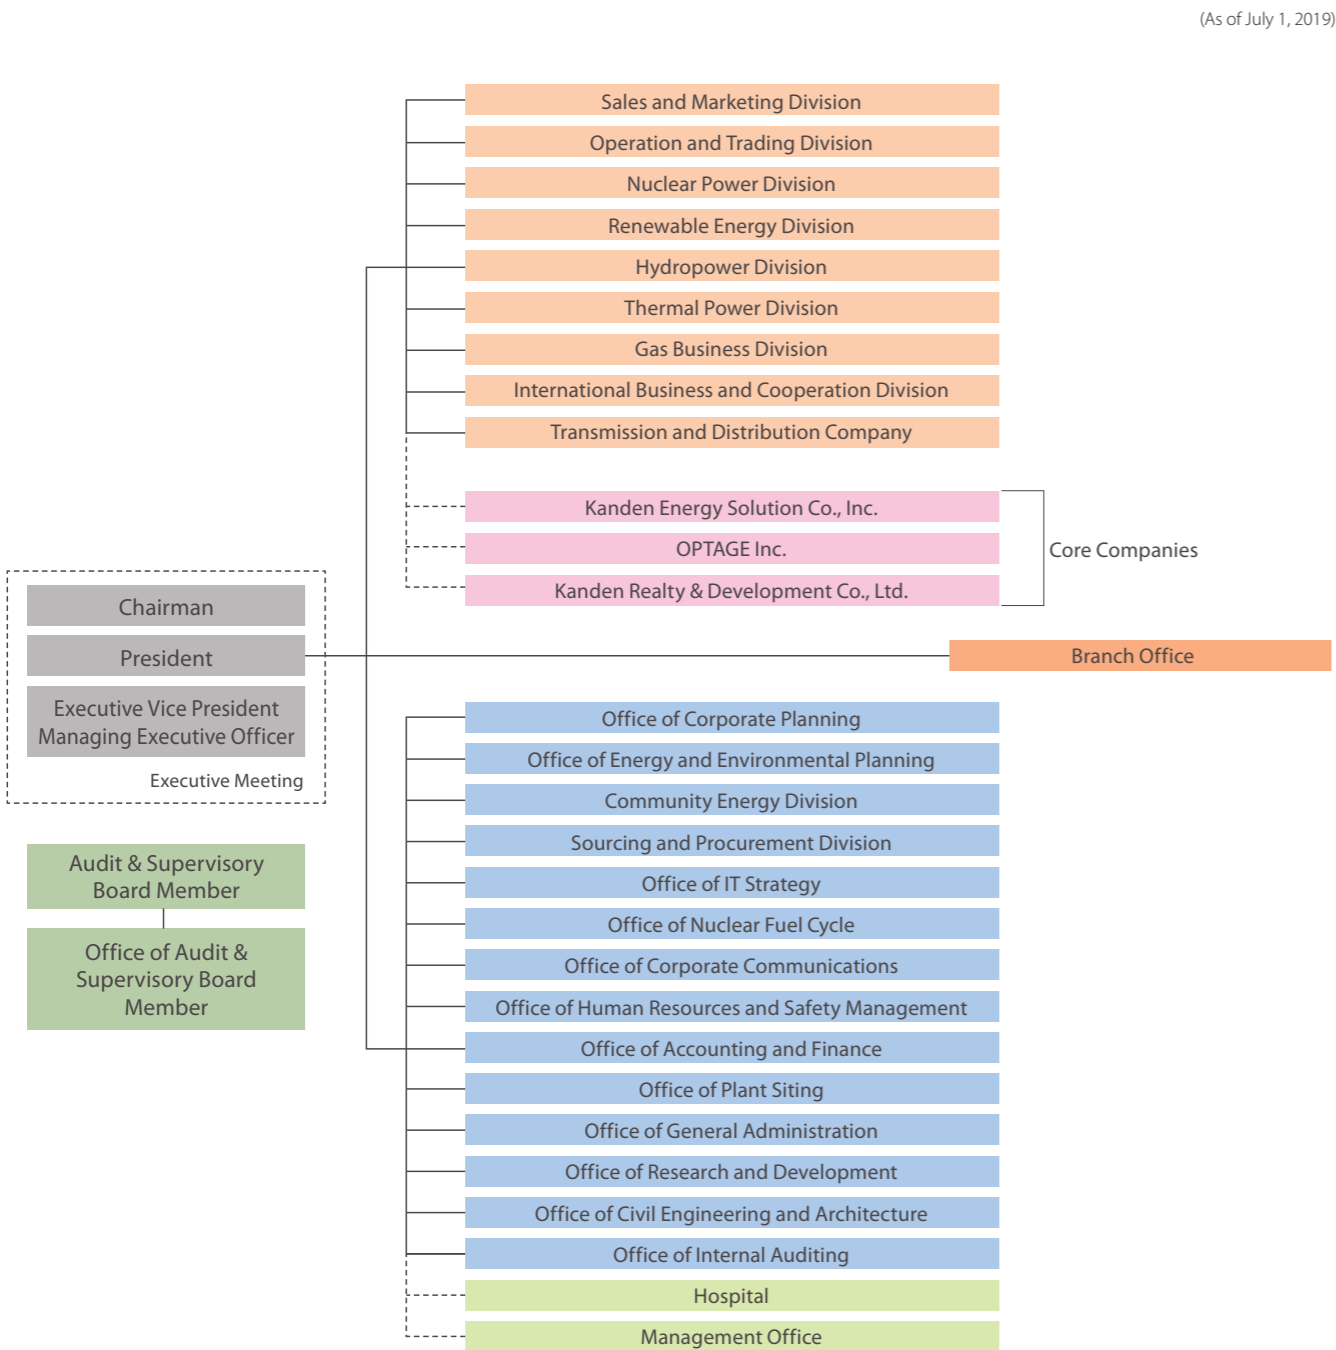 (As of July 1, 2019)
Sales and Marketing Division
Operation and Trading Division
Nuclear Power Division
Renewable Energy Division
Hydropower Division
Thermal Power Division
Gas Business Division
International Business and Cooperation Division
Transmission and Distribution Company
Kanden Energy Solution Co., Inc.
OPTAGE Inc.
Kanden Realty & Development Co., Ltd.
Core Companies
Chairman
President
Executive Vice President
Managing Executive Officer
Executive Meeting
Branch Office
Audit & Supervisory
Board Member
Office of Audit &
Supervisory Board
Member
Office of Corporate Planning
Office of Energy and Environmental Planning
Community Energy Division
Sourcing and Procurement Division
Office of IT Strategy
Office of Nuclear Fuel Cycle
Office of Corporate Communications
Office of Human Resources and Safety Management
Office of Accounting and Finance
Office of Plant Siting
Office of General Administration
Office of Research and Development
Office of Civil Engineering and Architecture
Office of Internal Auditing
Hospital
Management Office